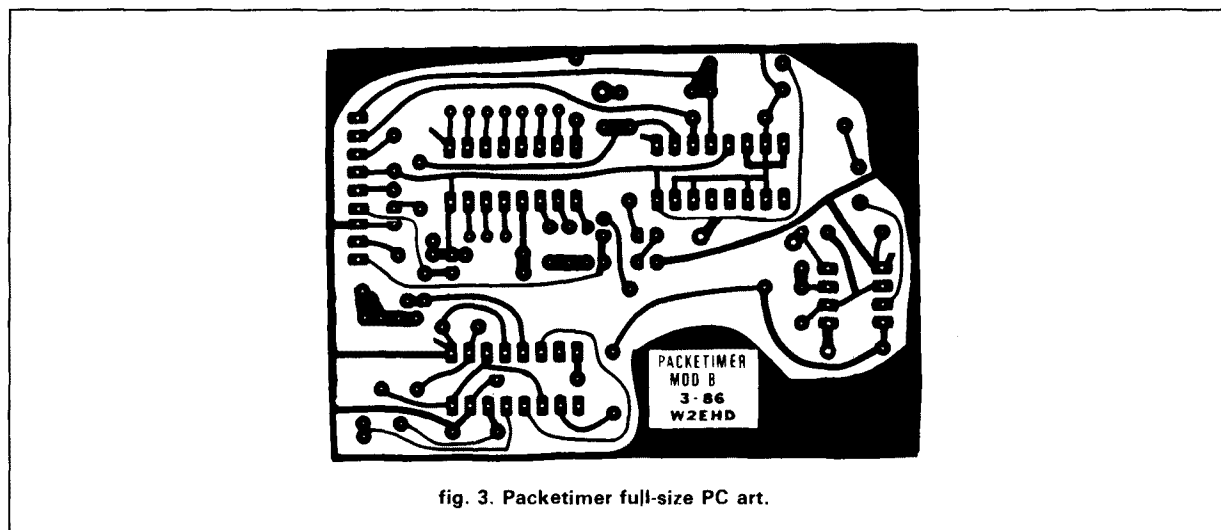 PACKETIMER
MOD B
3-86
W2EHD
fig. 3. Packetimer full-size PC art.